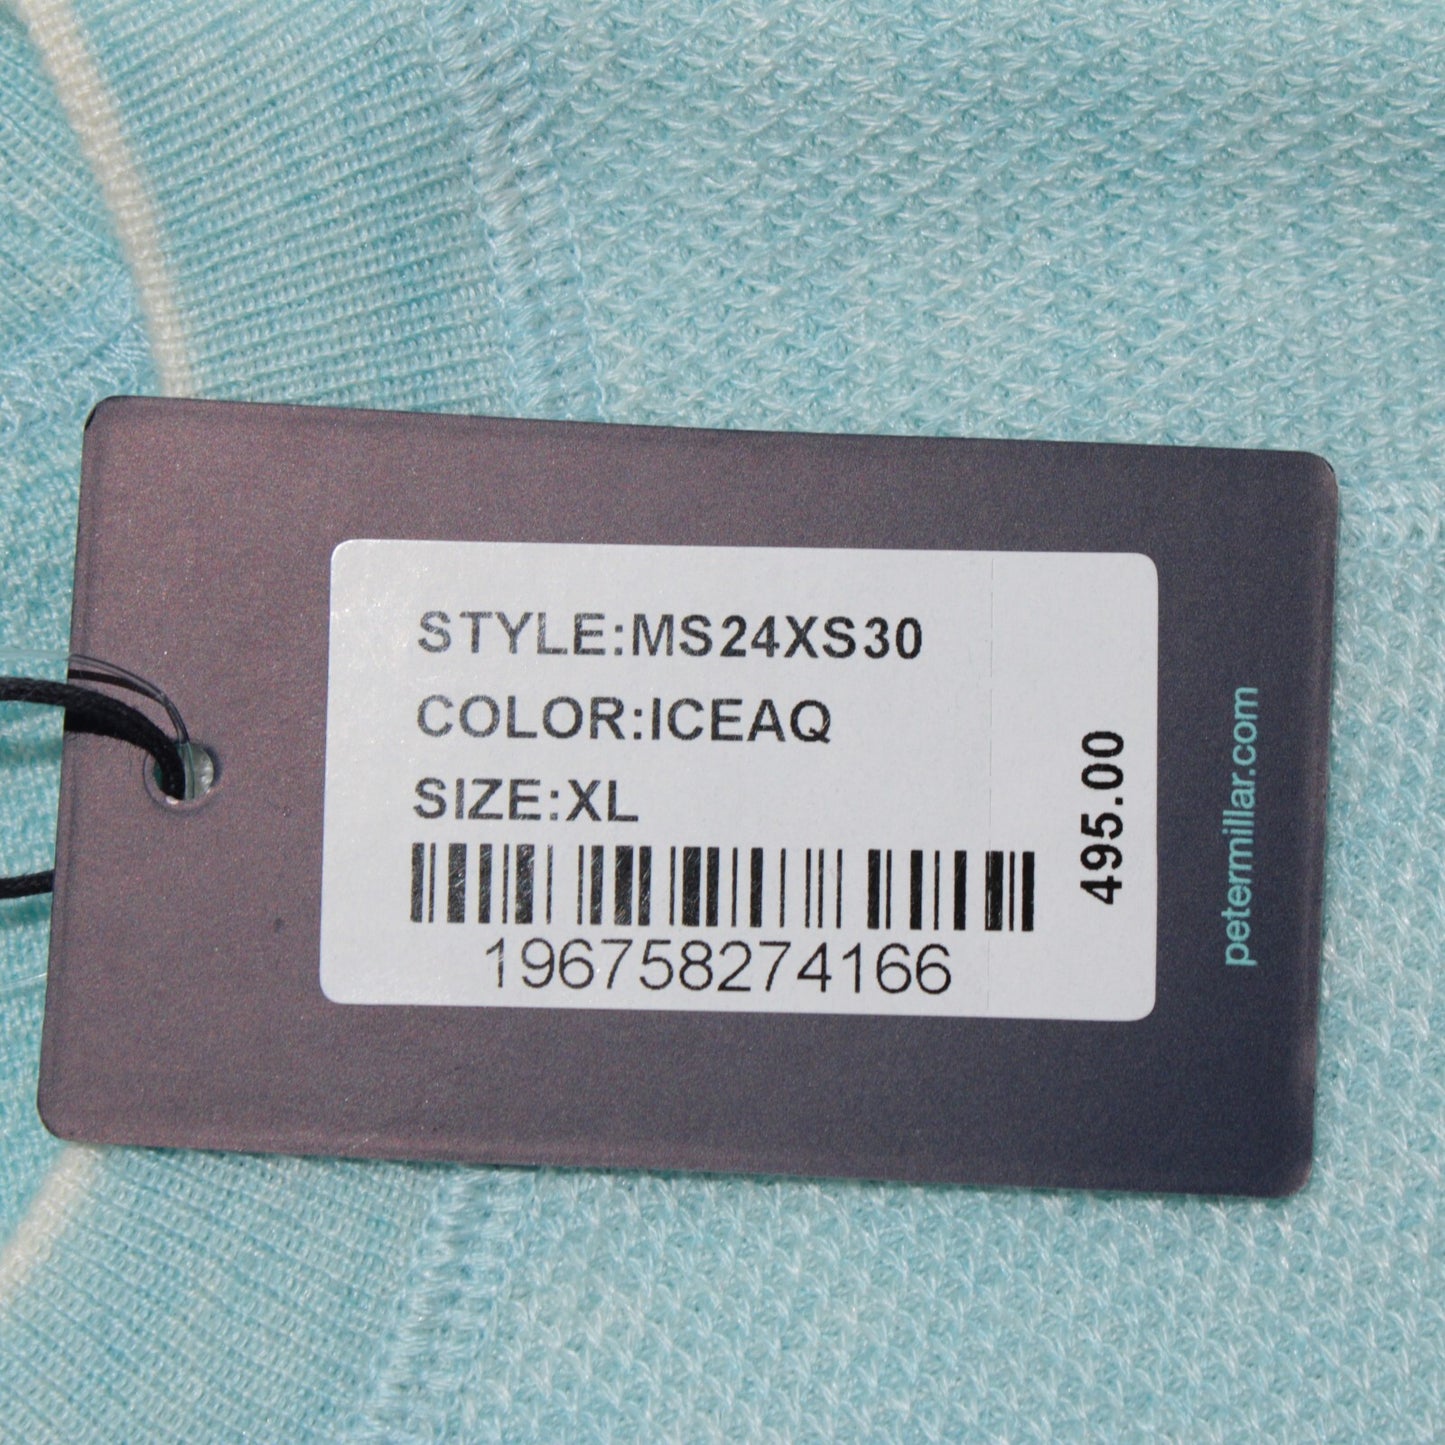 STYLE:MS24XS30
COLOR:ICEAQ
SIZE:XL
196758274166
495.00
petermillar.com